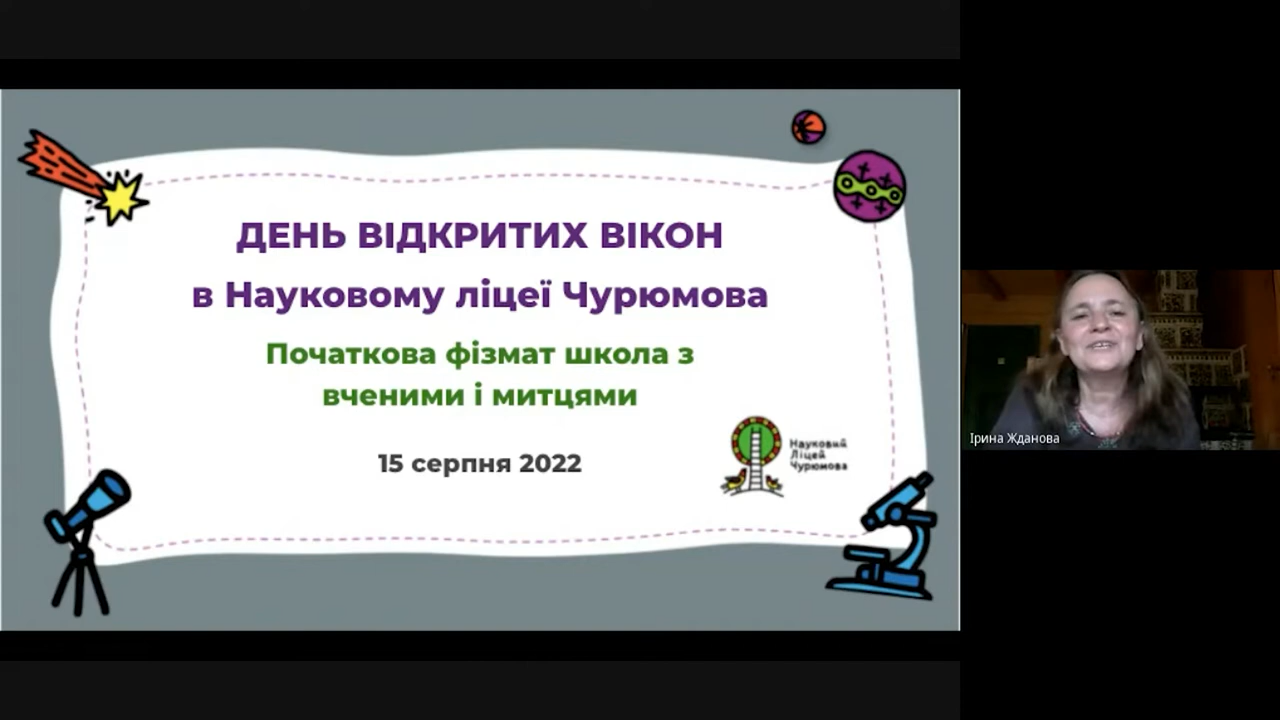 ДЕНЬ ВІДКРИТИХ ВІКОН
в Науковому ліцеї Чурюмова
Початкова фізмат школа з
вченими і митцями
15 серпня 2022
Науковий
Ліцей
Чурюмова
Ірина Жданова